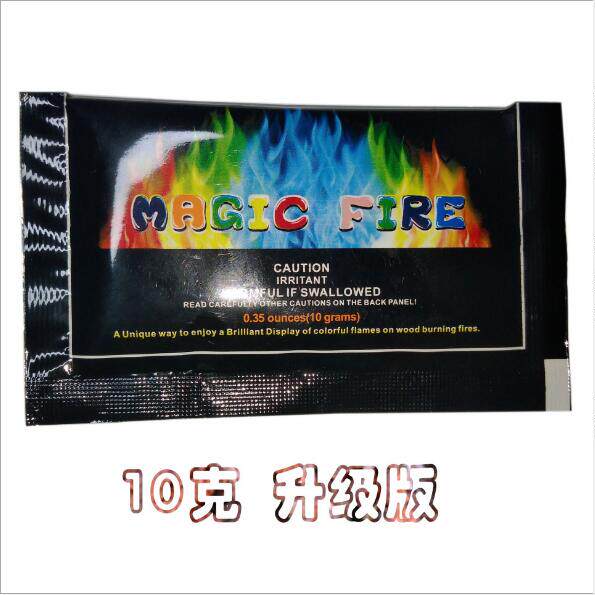 MAGIC FIRE
CAUTION
IRRITANT
HARMFUL IF SWALLOWED
READ CAREFULLY OTHER CAUTIONS ON THE BACK PANEL!
0.35 ounces(10 grams)
A Unique way to enjoy a Brilliant Display of colorful flames on wood burning fires.
10克 升级版